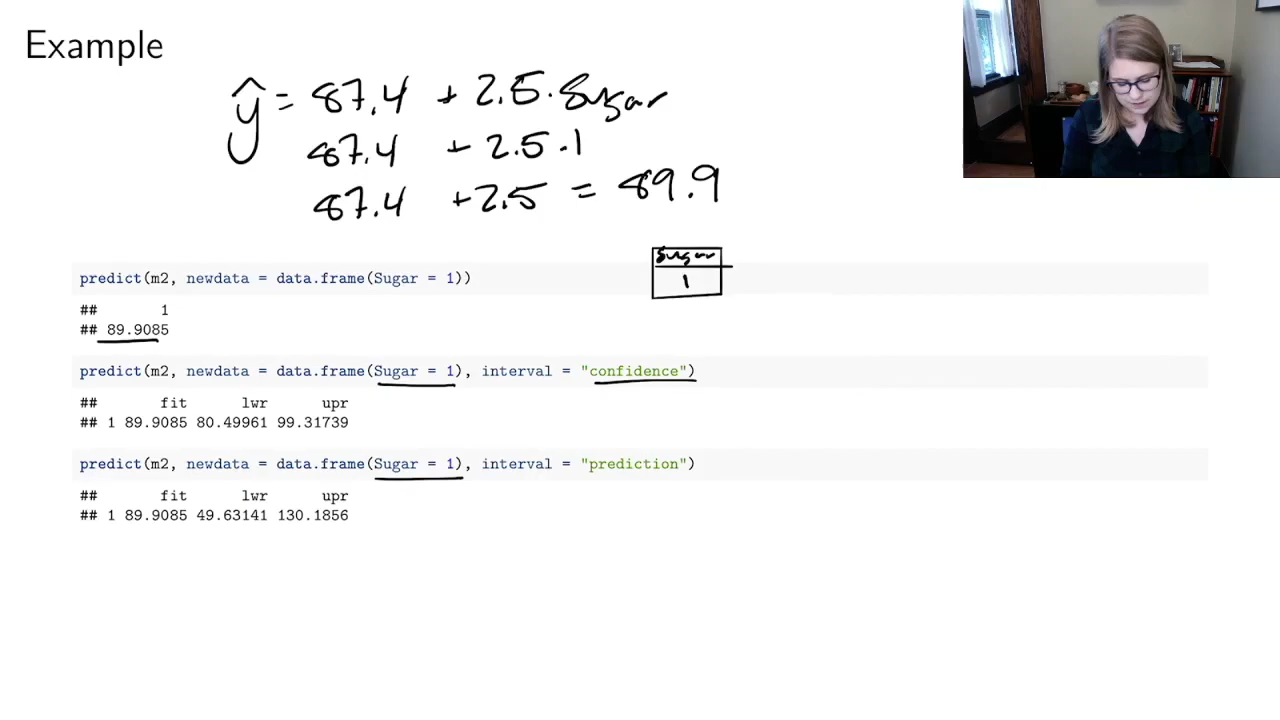 Example
ŷ = 87.4 + 2.5 · Sugar
87.4 + 2.5 · 1
87.4 + 2.5 = 89.9
Sugar
1
predict(m2, newdata = data.frame(Sugar = 1))
## 1
## 89.9085
predict(m2, newdata = data.frame(Sugar = 1), interval = "confidence")
## fit lwr upr
## 1 89.9085 80.49961 99.31739
predict(m2, newdata = data.frame(Sugar = 1), interval = "prediction")
## fit lwr upr
## 1 89.9085 49.63141 130.1856